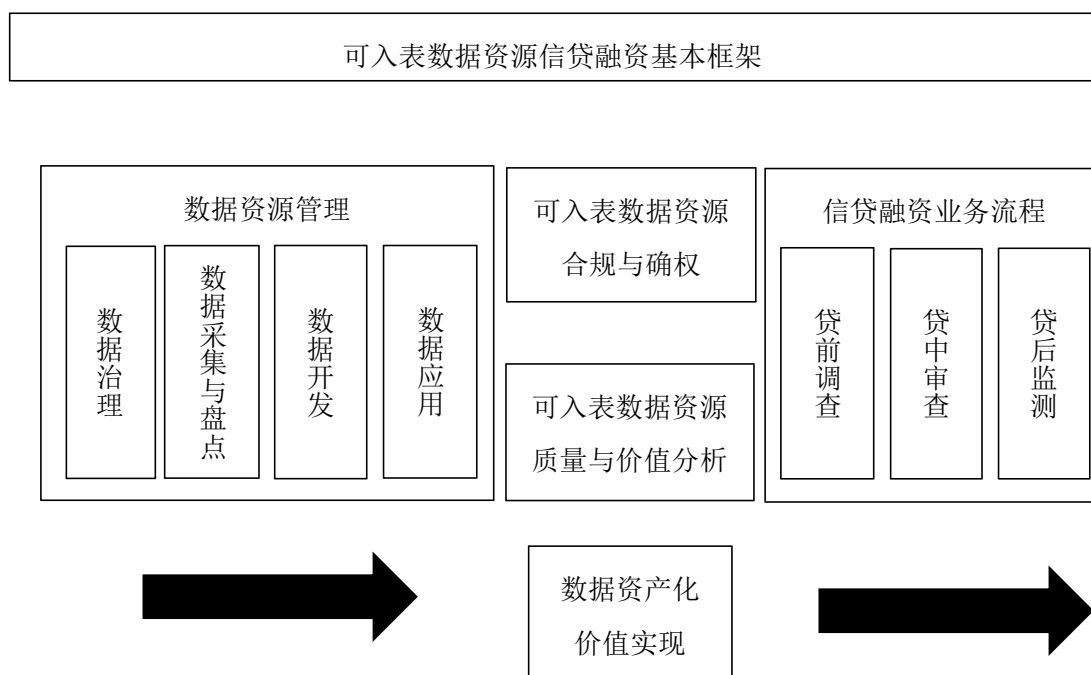 可入表数据资源信贷融资基本框架
数据资源管理
数据治理
数据采集与盘点
数据开发
数据应用
可入表数据资源
合规与确权
可入表数据资源
质量与价值分析
信贷融资业务流程
贷前调查
贷中审查
贷后监测
数据资产化
价值实现